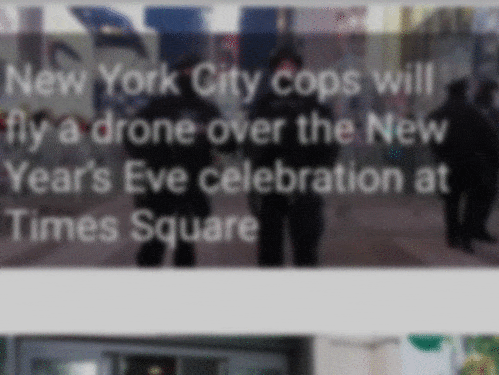 New York City cops will
fly a drone over the New
Year's Eve celebration at
Times Square